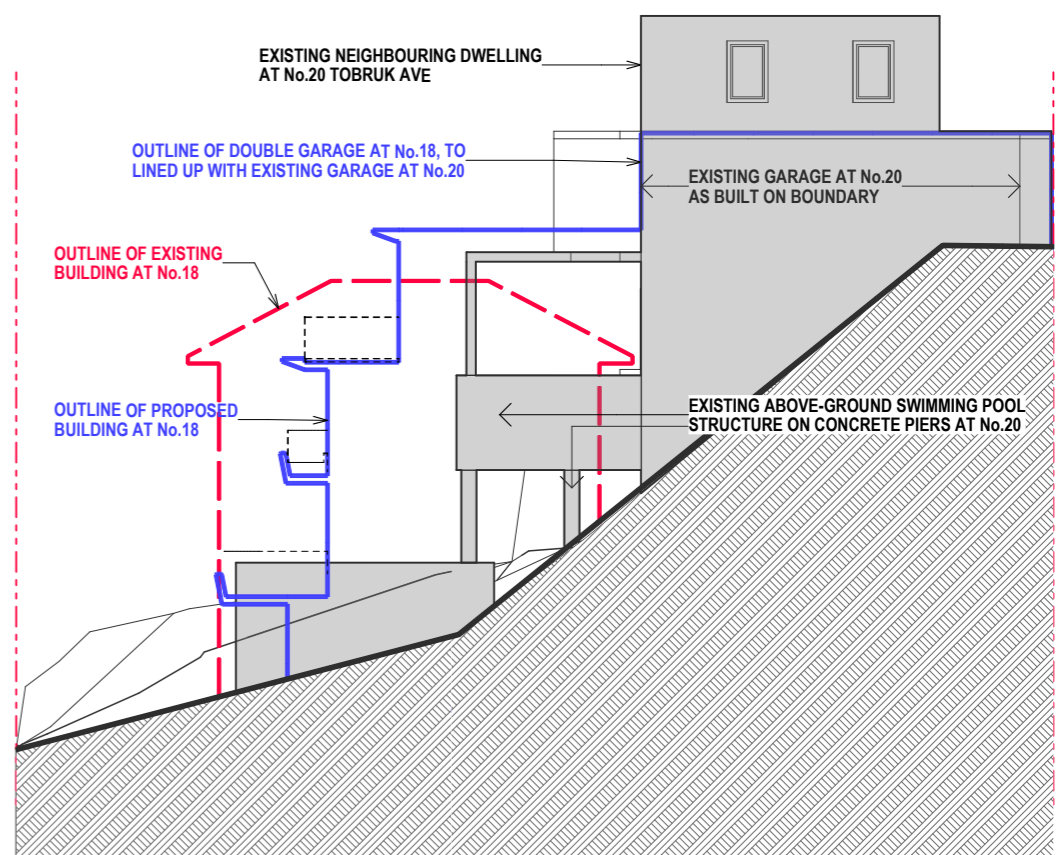 EXISTING NEIGHBOURING DWELLING
AT No.20 TOBRUK AVE
OUTLINE OF DOUBLE GARAGE AT No.18, TO
LINED UP WITH EXISTING GARAGE AT No.20
EXISTING GARAGE AT No.20
AS BUILT ON BOUNDARY
OUTLINE OF EXISTING
BUILDING AT No.18
OUTLINE OF PROPOSED
BUILDING AT No.18
EXISTING ABOVE-GROUND SWIMMING POOL
STRUCTURE ON CONCRETE PIERS AT No.20